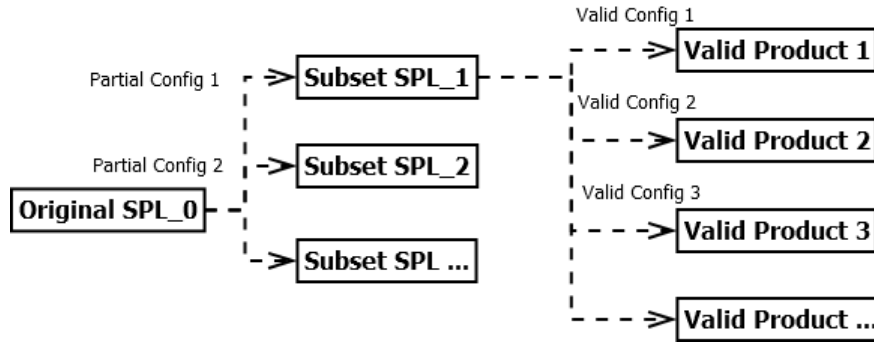 Valid Config 1
Valid Product 1
Partial Config 1
Subset SPL_1
Valid Config 2
Valid Product 2
Partial Config 2
Subset SPL_2
Valid Config 3
Original SPL_0
Valid Product 3
Subset SPL ...
Valid Product ...